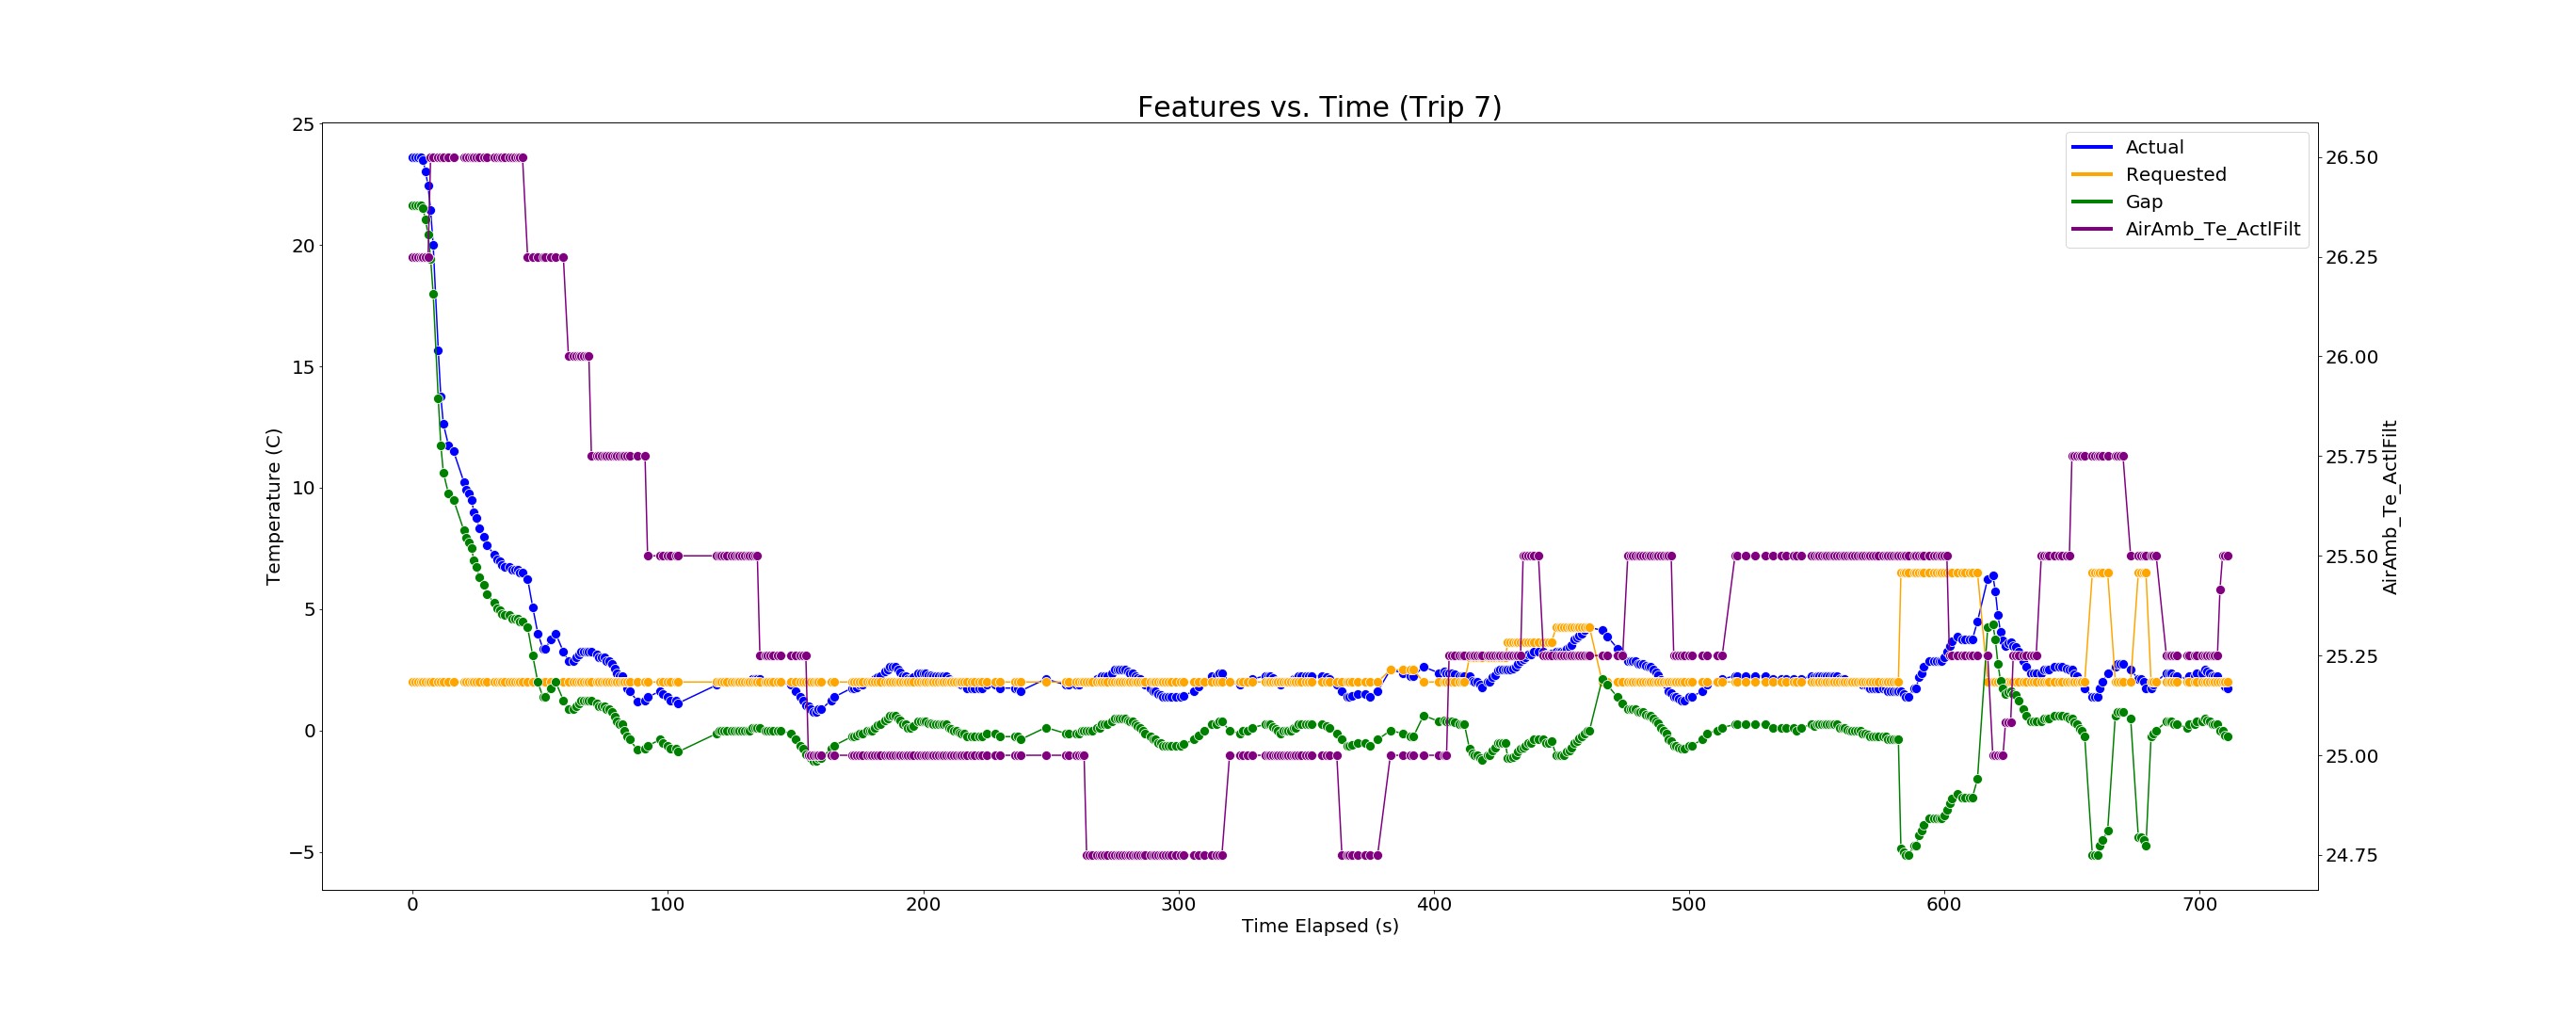 Features vs. Time (Trip 7)
Actual
Requested
Gap
AirAmb_Te_ActlFilt
Temperature (C)
25
20
15
10
5
0
−5
26.50
26.25
26.00
25.75
25.50
25.25
25.00
24.75
AirAmb_Te_ActlFilt
0 100 200 300 400 500 600 700
Time Elapsed (s)